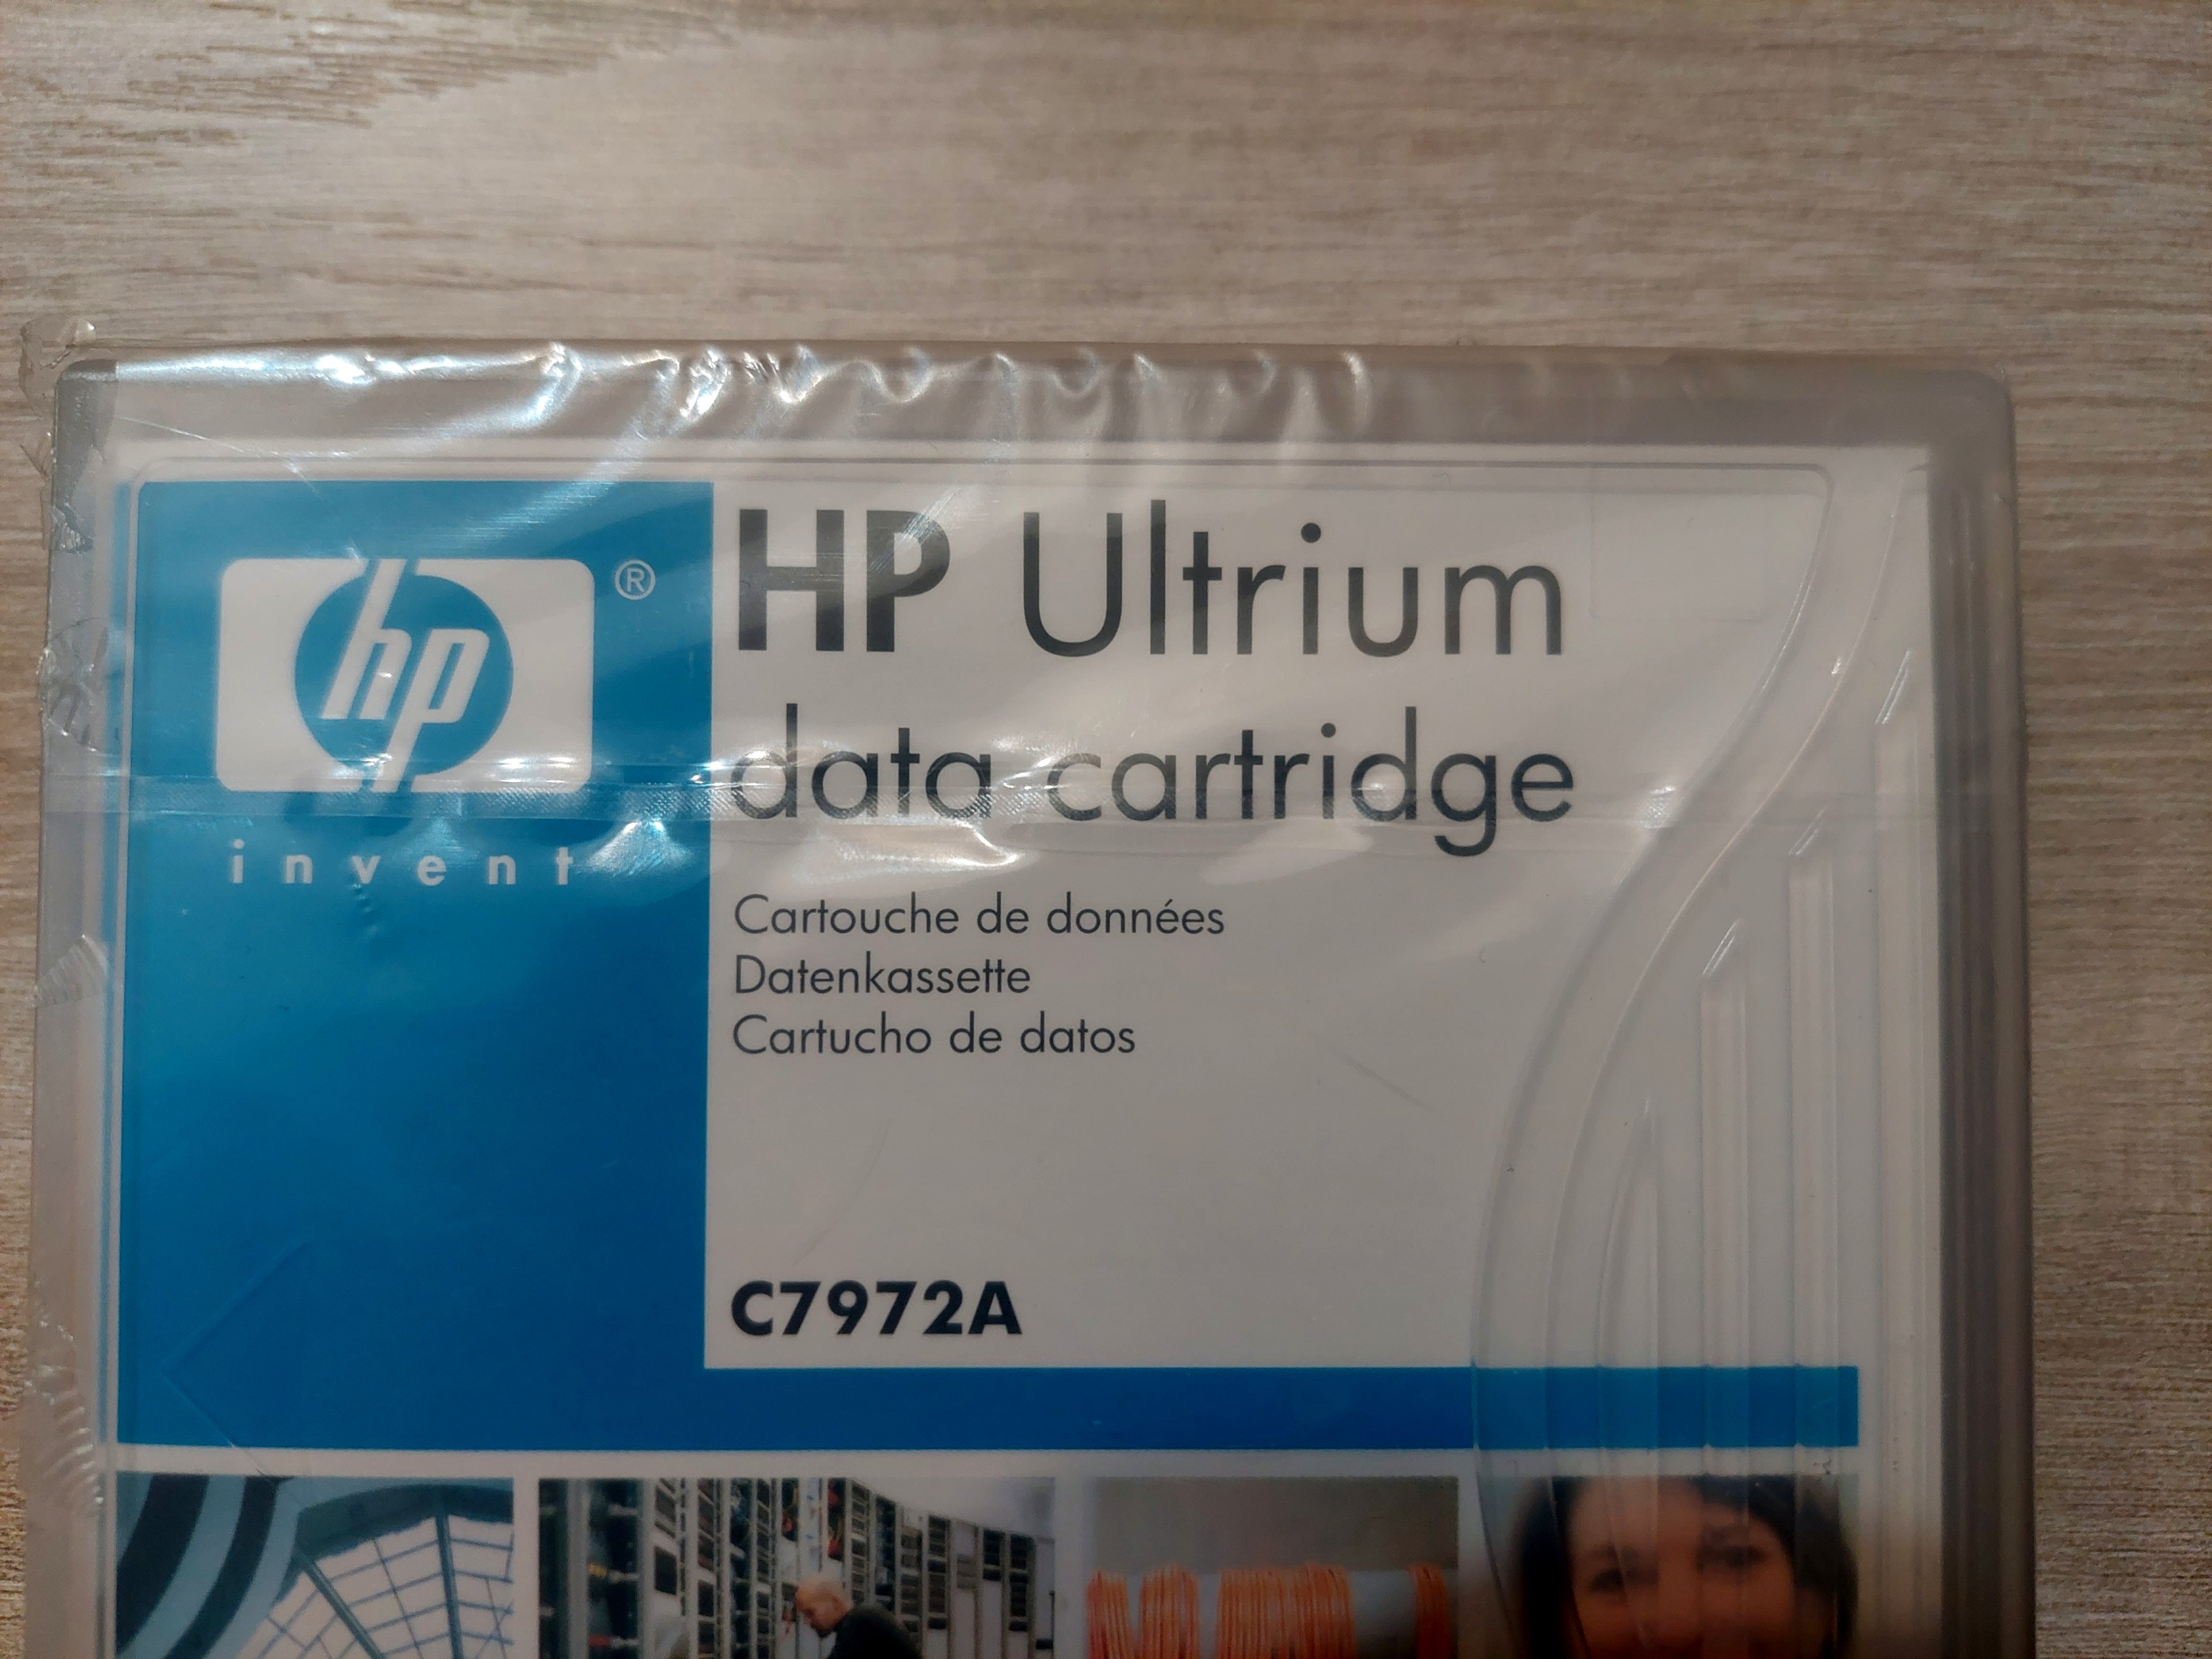 hp®
invent
HP Ultrium
data cartridge
Cartouche de données
Datenkassette
Cartucho de datos
C7972A